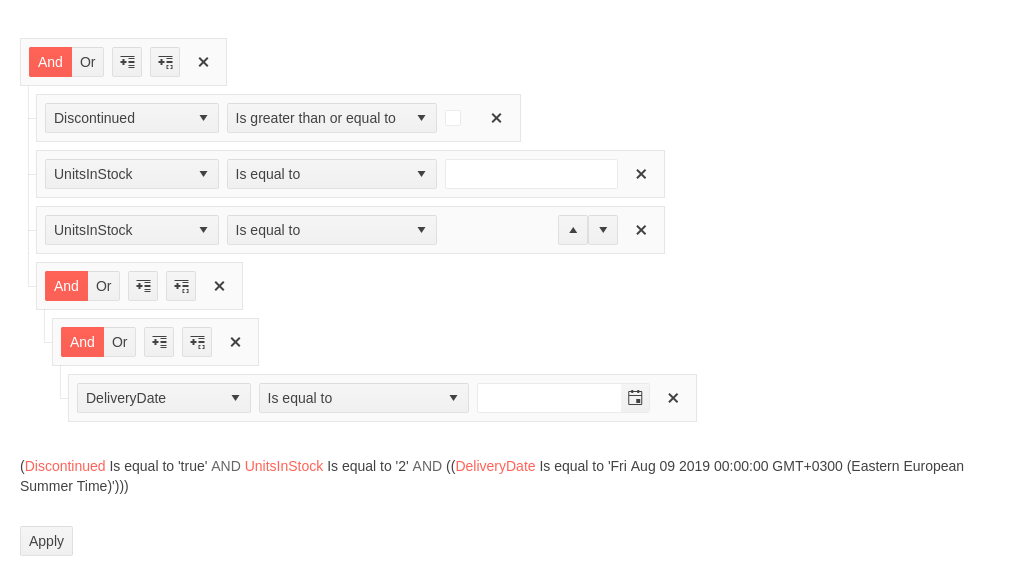 And Or
Discontinued Is greater than or equal to
UnitsInStock Is equal to
UnitsInStock Is equal to
And Or
And Or
DeliveryDate Is equal to
(Discontinued Is equal to 'true' AND UnitsInStock Is equal to '2' AND ((DeliveryDate Is equal to 'Fri Aug 09 2019 00:00:00 GMT+0300 (Eastern European
Summer Time)')))
Apply